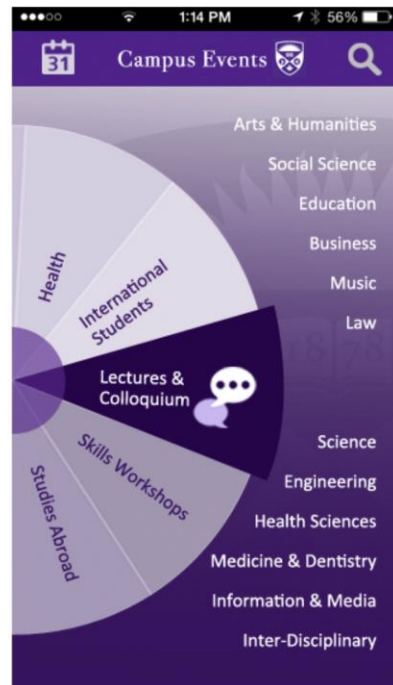 1:14 PM
56%
31
Campus Events
Arts & Humanities
Social Science
Education
Business
Music
Law
1878
Health
International
Students
Lectures &
Colloquium
Skills Workshops
Studies Abroad
Science
Engineering
Health Sciences
Medicine & Dentistry
Information & Media
Inter-Disciplinary